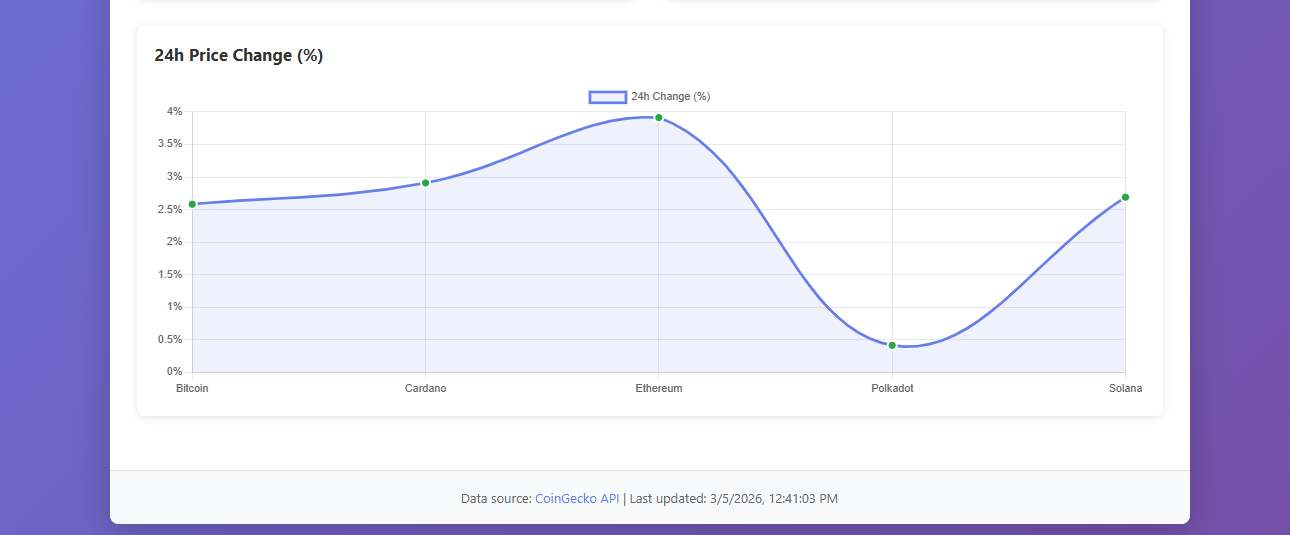 24h Price Change (%)
24h Change (%)
4%
3.5%
3%
2.5%
2%
1.5%
1%
0.5%
0%
Bitcoin Cardano Ethereum Polkadot Solana
Data source: CoinGecko API | Last updated: 3/5/2026, 12:41:03 PM